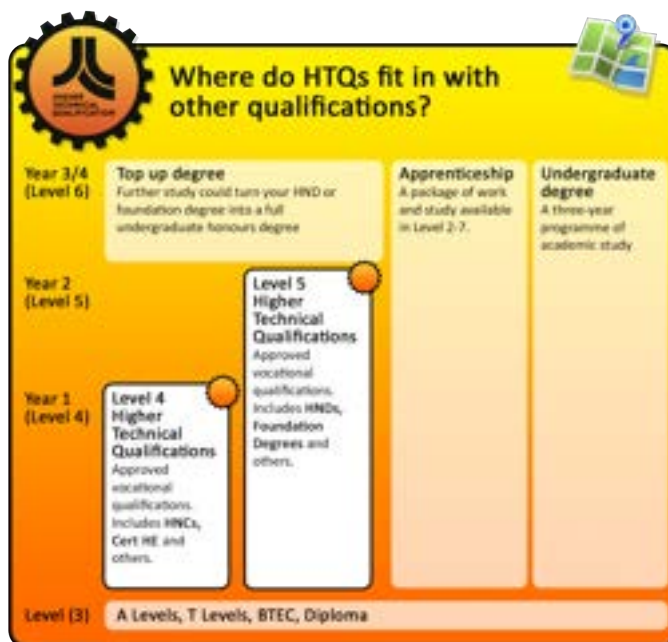 HIGHER
TECHNICAL
QUALIFICATION
Where do HTQs fit in with
other qualifications?
Year 3/4
(Level 6)
Top up degree
Further study could turn your HND or
foundation degree into a full
undergraduate honours degree
Apprenticeship
A package of work
and study available
in Level 2-7.
Undergraduate
degree
A three-year
programme of
academic study
Year 2
(Level 5)
Level 5
Higher
Technical
Qualifications
Approved
vocational
qualifications.
Includes HNDs,
Foundation
Degrees and
others.
Year 1
(Level 4)
Level 4
Higher
Technical
Qualifications
Approved
vocational
qualifications.
Includes HNCs,
Cert HE and
others.
Level (3)
A Levels, T Levels, BTEC, Diploma